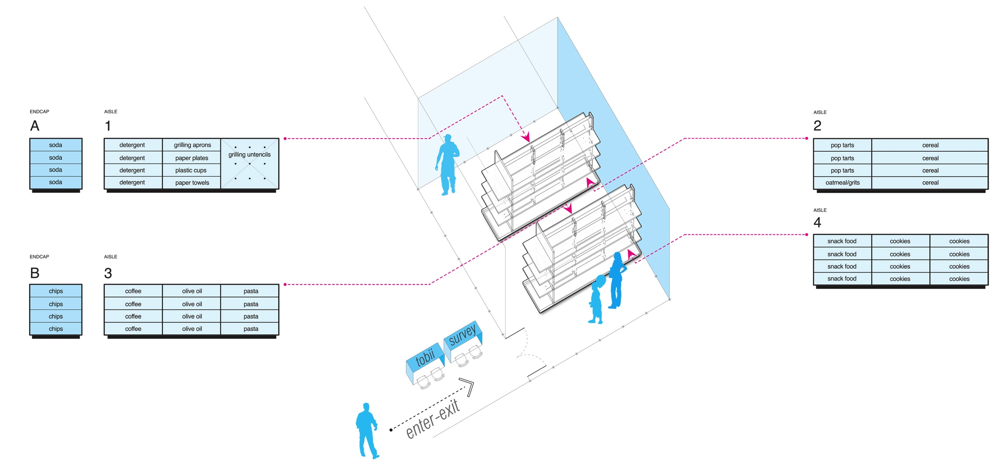 ENDCAP
A
soda
soda
soda
soda
AISLE
1
detergent grilling aprons grilling untencils
detergent paper plates
detergent plastic cups
detergent paper towels
AISLE
2
pop tarts cereal
pop tarts cereal
pop tarts cereal
oatmeal/grits cereal
ENDCAP
B
chips
chips
chips
chips
AISLE
3
coffee olive oil pasta
coffee olive oil pasta
coffee olive oil pasta
coffee olive oil pasta
AISLE
4
snack food cookies cookies
snack food cookies cookies
snack food cookies cookies
snack food cookies cookies
survey
tobii
enter-exit